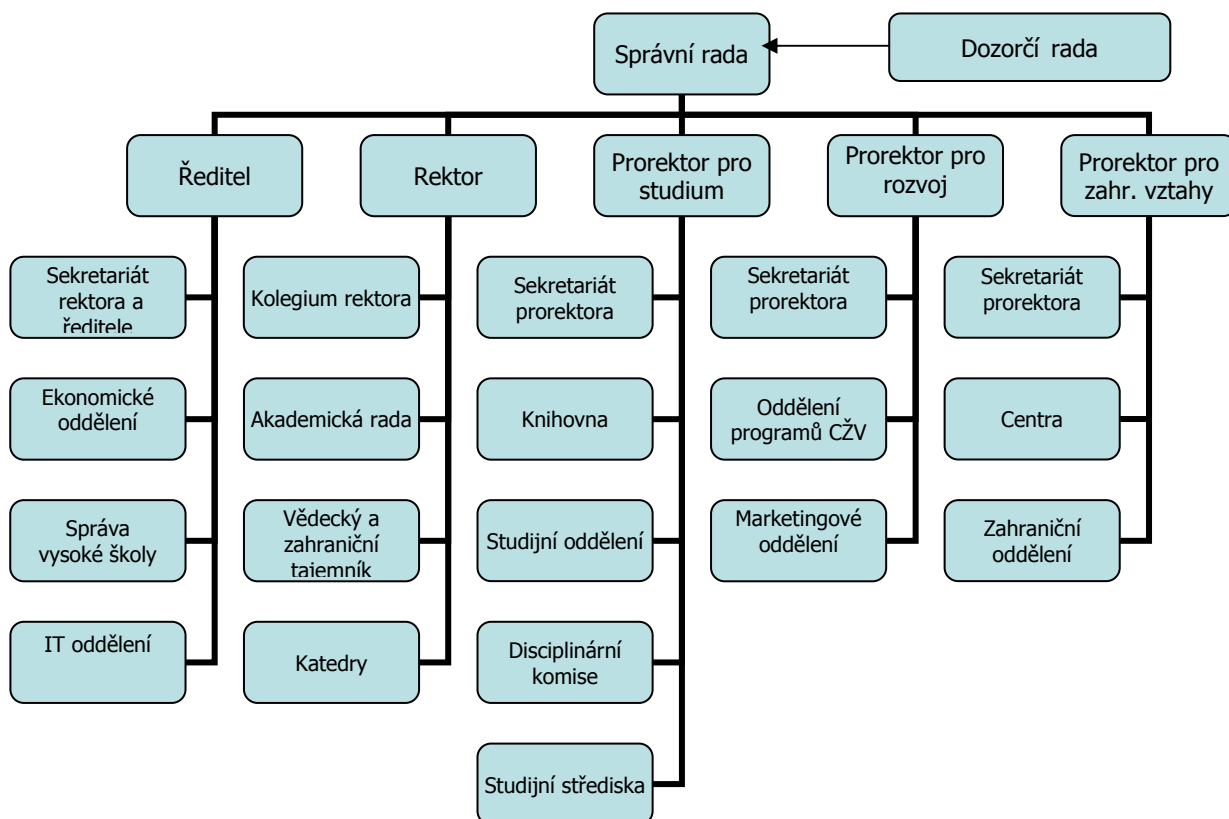 Správní rada
Dozorčí rada
Ředitel
Rektor
Prorektor pro
studium
Prorektor pro
rozvoj
Prorektor pro
zahr. vztahy
Sekretariát
rektora a
ředitele
Kolegium rektora
Sekretariát
prorektora
Sekretariát
prorektora
Sekretariát
prorektora
Ekonomické
oddělení
Akademická rada
Knihovna
Oddělení
programů CŽV
Centra
Správa
vysoké školy
Vědecký a
zahraniční
tajemník
Studijní oddělení
Marketingové
oddělení
Zahraniční
oddělení
IT oddělení
Katedry
Disciplinární
komise
Studijní střediska